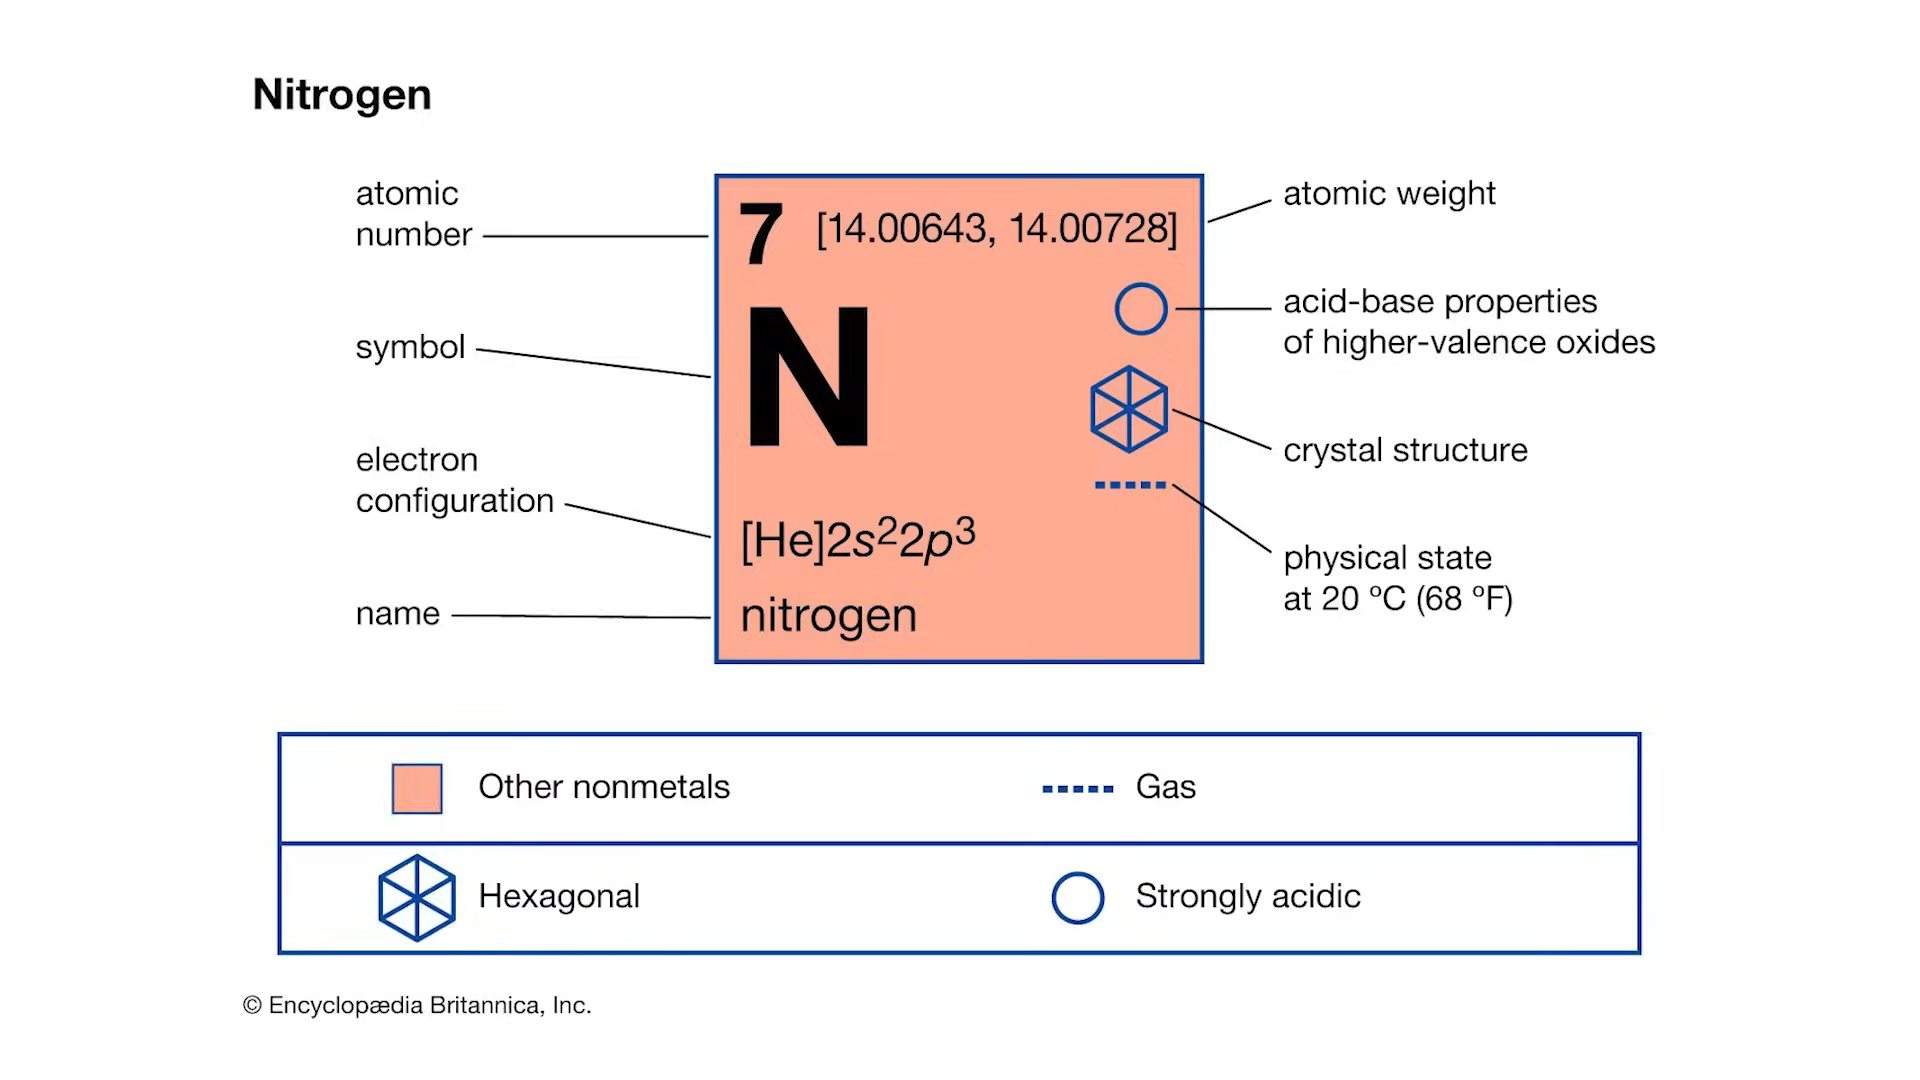 Nitrogen
atomic
number
7 [14.00643, 14.00728]
atomic weight
symbol
N
acid-base properties
of higher-valence oxides
crystal structure
electron
configuration
[He]2s²2p³
physical state
at 20 ºC (68 ºF)
name
nitrogen
Other nonmetals
Gas
Hexagonal
Strongly acidic
© Encyclopædia Britannica, Inc.